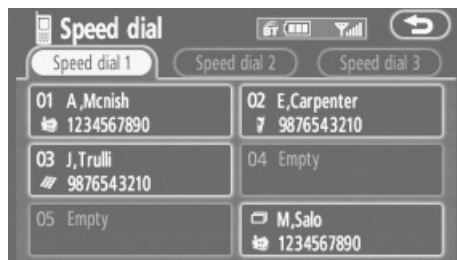 Speed dial
BT
Speed dial 1 Speed dial 2 Speed dial 3
01 A,Mcnish
1234567890
02 E,Carpenter
9876543210
03 J,Trulli
9876543210
04 Empty
05 Empty
M,Salo
1234567890